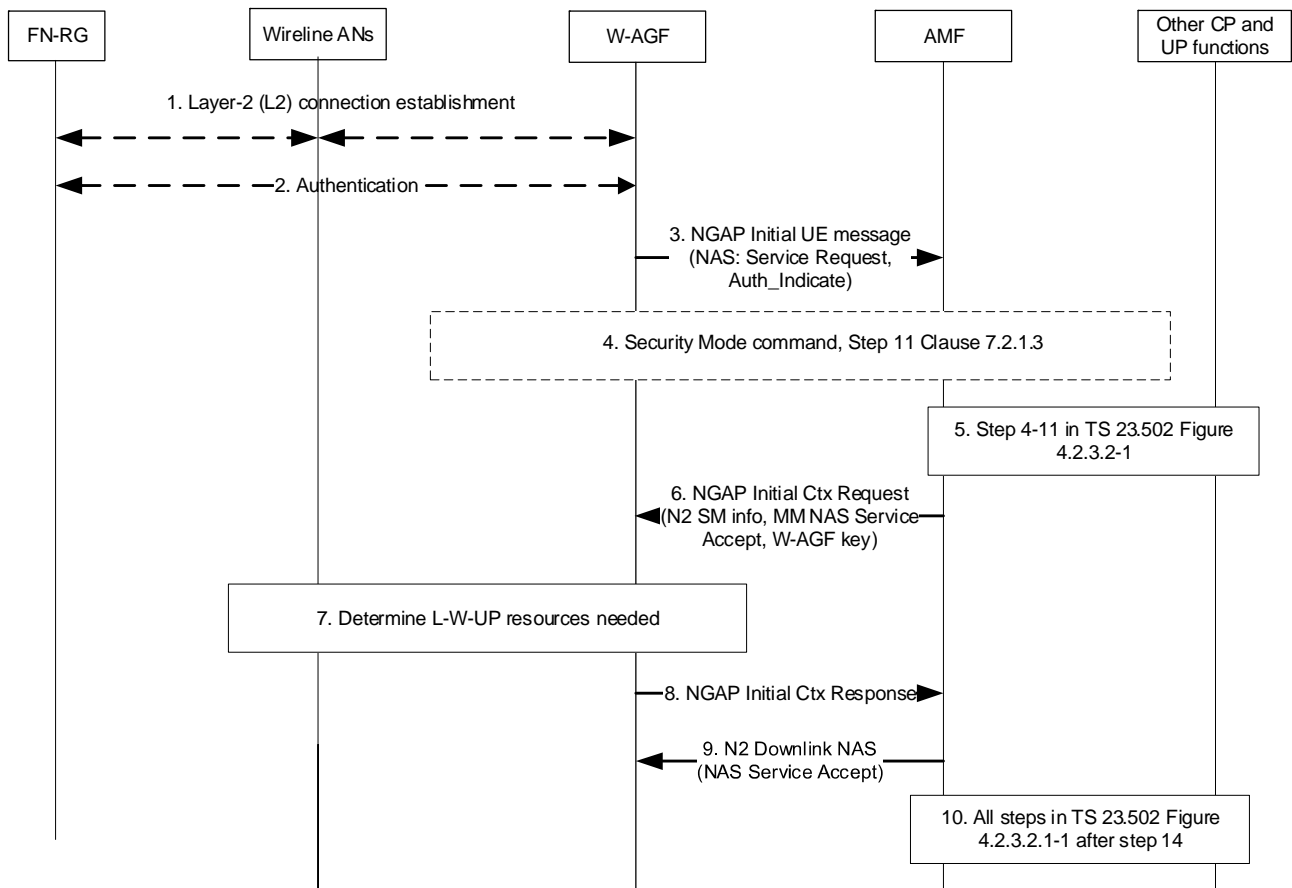 FN-RG
Wireline ANs
W-AGF
AMF
Other CP and
UP functions
1. Layer-2 (L2) connection establishment
2. Authentication
3. NGAP Initial UE message
(NAS: Service Request,
Auth_Indicate)
4. Security Mode command, Step 11 Clause 7.2.1.3
5. Step 4-11 in TS 23.502 Figure
4.2.3.2-1
6. NGAP Initial Ctx Request
(N2 SM info, MM NAS Service
Accept, W-AGF key)
7. Determine L-W-UP resources needed
8. NGAP Initial Ctx Response
9. N2 Downlink NAS
(NAS Service Accept)
10. All steps in TS 23.502 Figure
4.2.3.2.1-1 after step 14